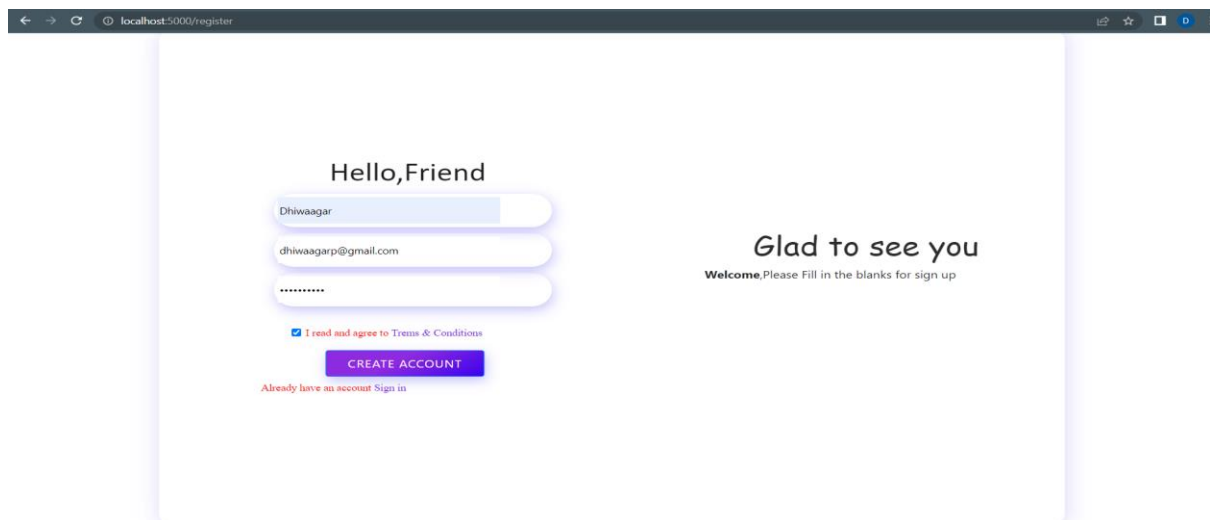 localhost:5000/register
D
Hello,Friend
Dhiwaagar
dhiwaagarp@gmail.com
••••••••••
I read and agree to Trems & Conditions
CREATE ACCOUNT
Already have an account Sign in
Glad to see you
Welcome,Please Fill in the blanks for sign up